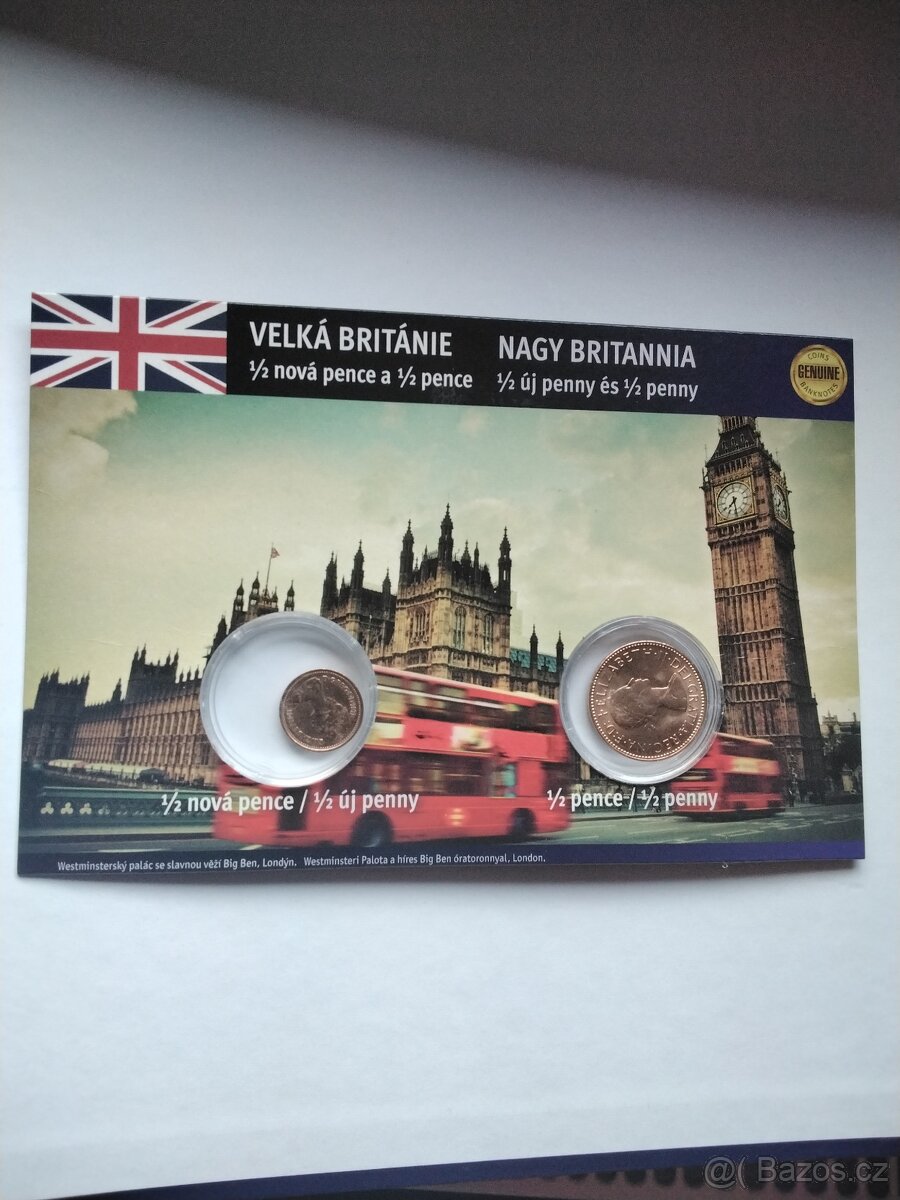 VELKÁ BRITÁNIE
½ nová pence a ½ pence
NAGY BRITANNIA
½ új penny és ½ penny
COINS
GENUINE
BANKNOTES
½ nová pence / ½ új penny
½ pence / ½ penny
Westminsterský palác se slavnou věží Big Ben, Londýn. Westminsteri Palota a híres Big Ben óratoronnyal, London.
@( Bazos.cz